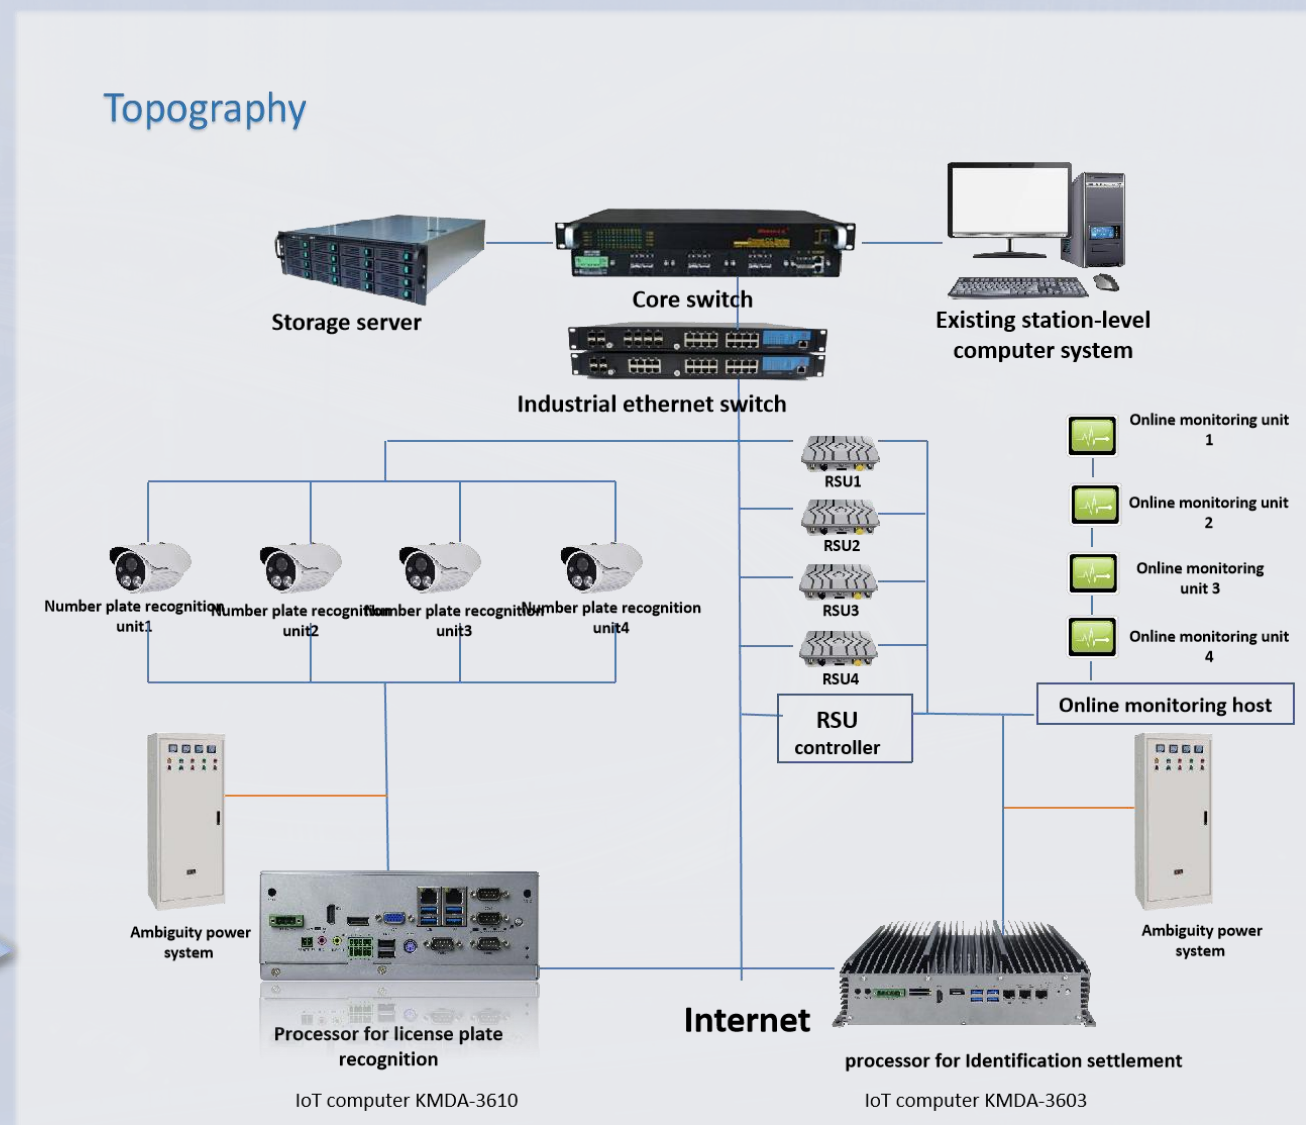 Topography
Storage server
Core switch
Existing station-level
computer system
Industrial ethernet switch
Online monitoring unit
1
Online monitoring unit
2
Online monitoring
unit 3
Online monitoring unit
4
RSU1
RSU2
RSU3
RSU4
Number plate recognition
unit1
Number plate recognition
unit2
Number plate recognition
unit3
Number plate recognition
unit4
RSU
controller
Online monitoring host
Ambiguity power
system
Ambiguity power
system
Internet
Processor for license plate
recognition
processor for Identification settlement
IoT computer KMDA-3610
IoT computer KMDA-3603